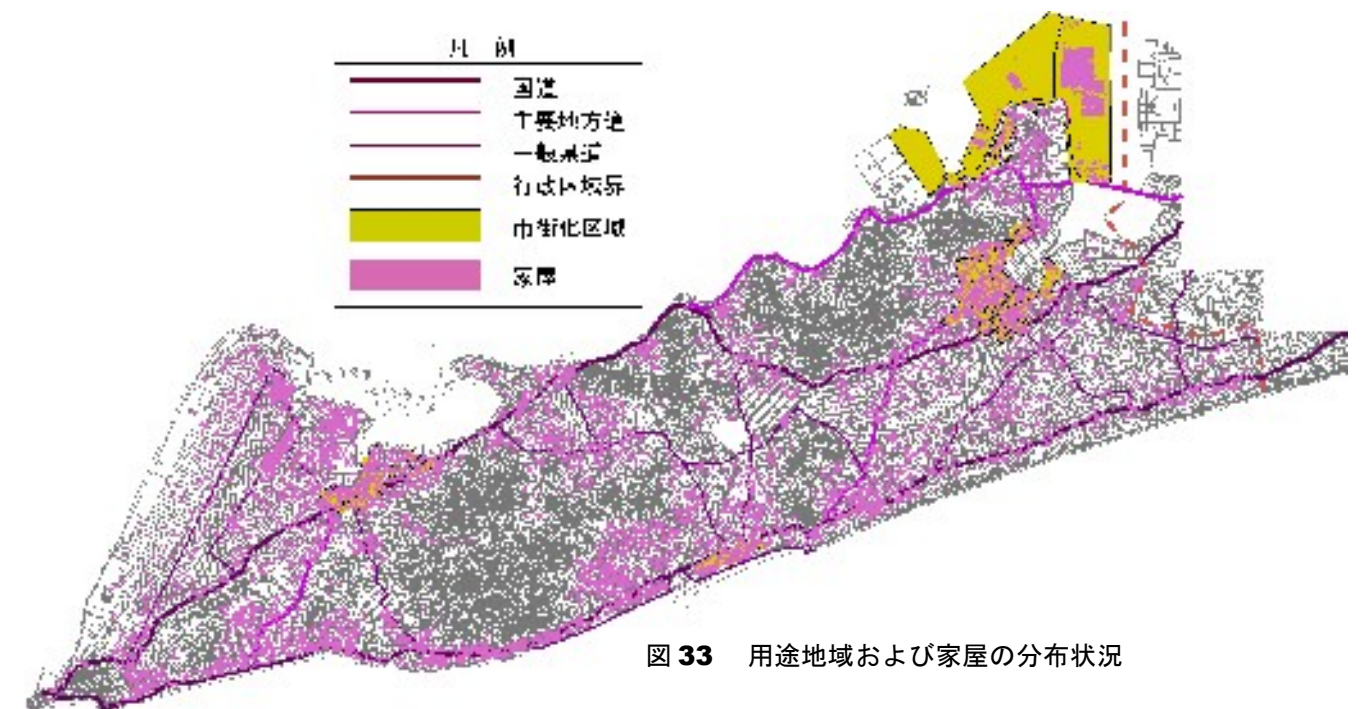 凡 例
国道
主要地方道
一般県道
行政区域界
市街化区域
家屋
図 33 用途地域および家屋の分布状況